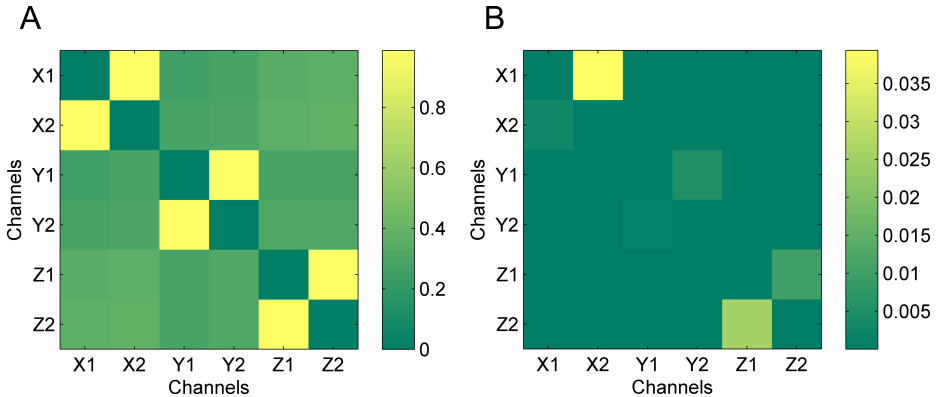 A
B
X1
X2
Y1
Y2
Z1
Z2
Channels
X1 X2 Y1 Y2 Z1 Z2
Channels
0.8
0.6
0.4
0.2
0
X1
X2
Y1
Y2
Z1
Z2
Channels
X1 X2 Y1 Y2 Z1 Z2
Channels
0.035
0.03
0.025
0.02
0.015
0.01
0.005